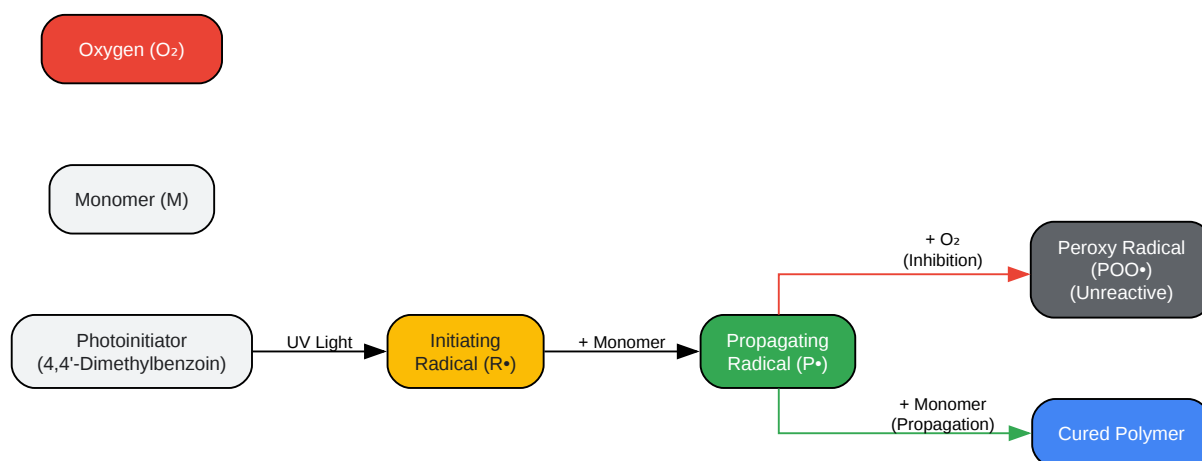 Oxygen (O₂)
Monomer (M)
Photoinitiator
(4,4'-Dimethylbenzoin)
UV Light
Initiating
Radical (R•)
+ Monomer
Propagating
Radical (P•)
+ O₂
(Inhibition)
Peroxy Radical
(POO•)
(Unreactive)
+ Monomer
(Propagation)
Cured Polymer